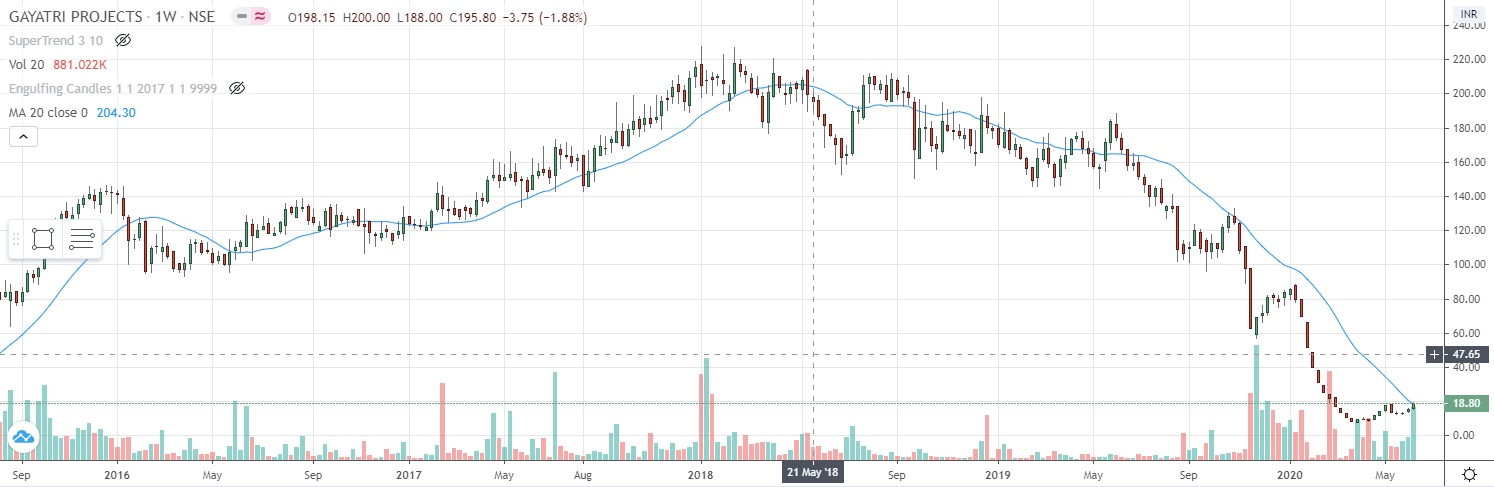 GAYATRI PROJECTS · 1W · NSE O198.15 H200.00 L188.00 C195.80 −3.75 (−1.88%)
SuperTrend 3 10
Vol 20 881.022K
Engulfing Candles 1 1 2017 1 1 9999
MA 20 close 0 204.30
INR
240.00
220.00
200.00
180.00
160.00
140.00
120.00
100.00
80.00
60.00
47.65
40.00
18.80
0.00
Sep 2016 May Sep 2017 May Aug 2018 21 May '18 Sep 2019 May Sep 2020 May